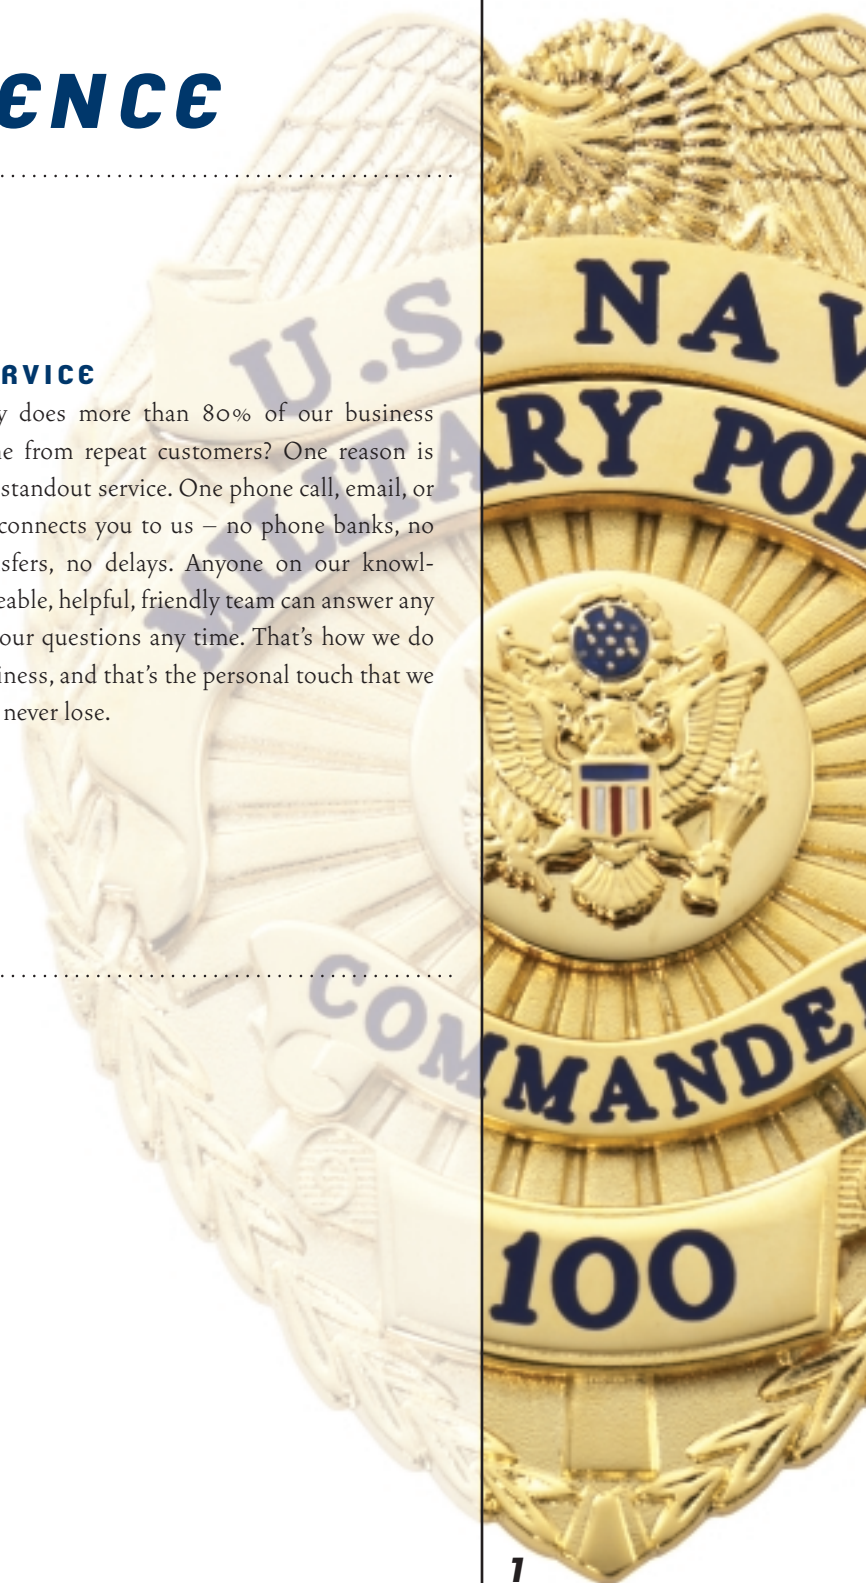 ENCE
RVICE
y does more than 80% of our business
e from repeat customers? One reason is
standout service. One phone call, email, or
connects you to us – no phone banks, no
sfers, no delays. Anyone on our knowl-
eable, helpful, friendly team can answer any
our questions any time. That's how we do
iness, and that's the personal touch that we
never lose.
U.S. NAV
MILITARY POL
COMMANDER
100
1